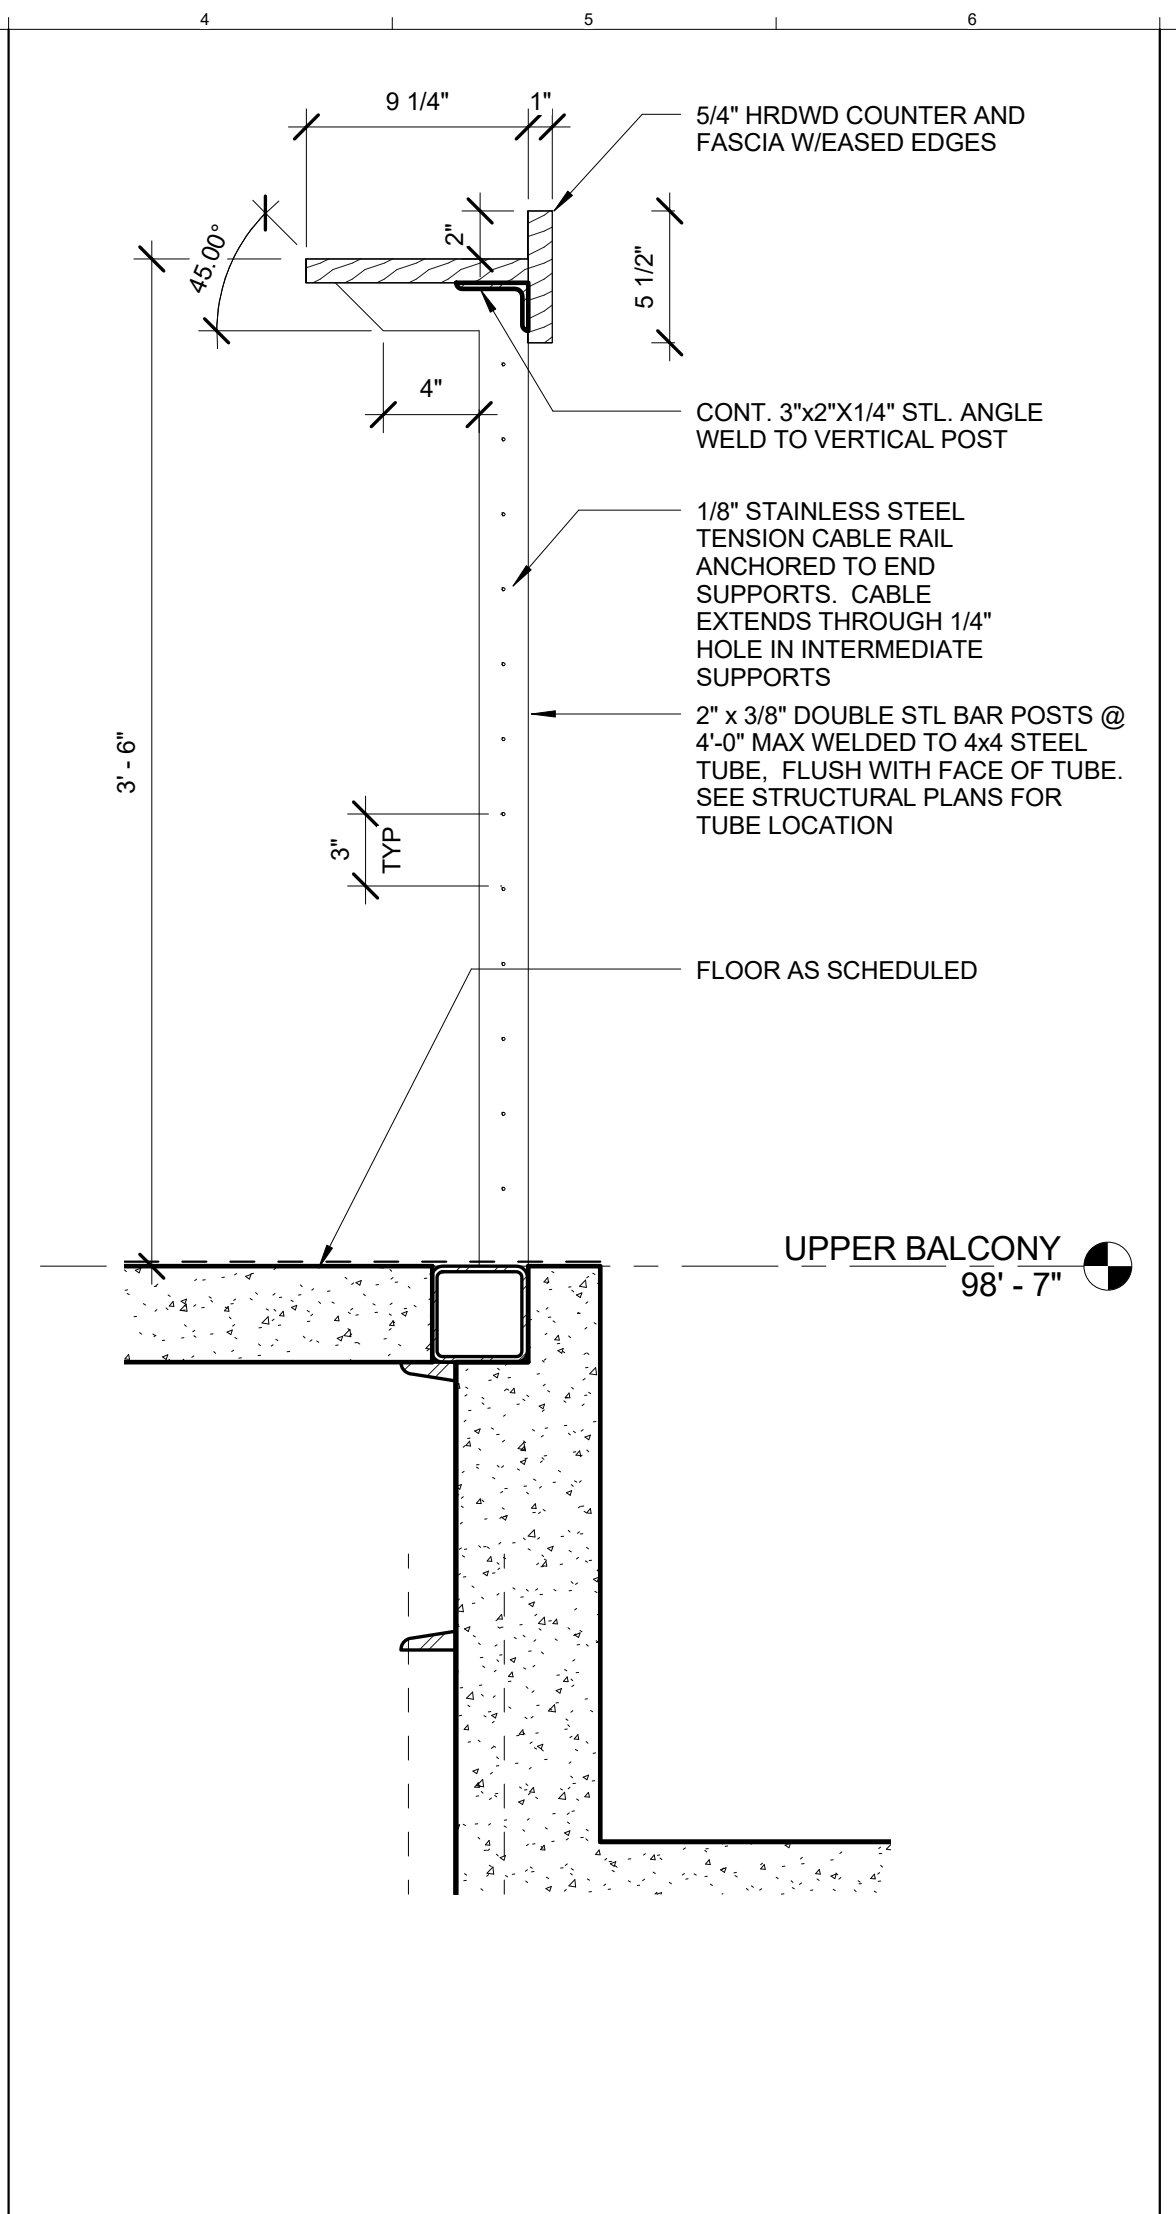 4
5
6
9 1/4"
1"
5/4" HRDWD COUNTER AND
FASCIA W/EASED EDGES
45.00°
2"
5 1/2"
4"
CONT. 3"x2"X1/4" STL. ANGLE
WELD TO VERTICAL POST
1/8" STAINLESS STEEL
TENSION CABLE RAIL
ANCHORED TO END
SUPPORTS. CABLE
EXTENDS THROUGH 1/4"
HOLE IN INTERMEDIATE
SUPPORTS
2" x 3/8" DOUBLE STL BAR POSTS @
4'-0" MAX WELDED TO 4x4 STEEL
TUBE, FLUSH WITH FACE OF TUBE.
SEE STRUCTURAL PLANS FOR
TUBE LOCATION
3' - 6"
3"
TYP
FLOOR AS SCHEDULED
UPPER BALCONY
98' - 7"